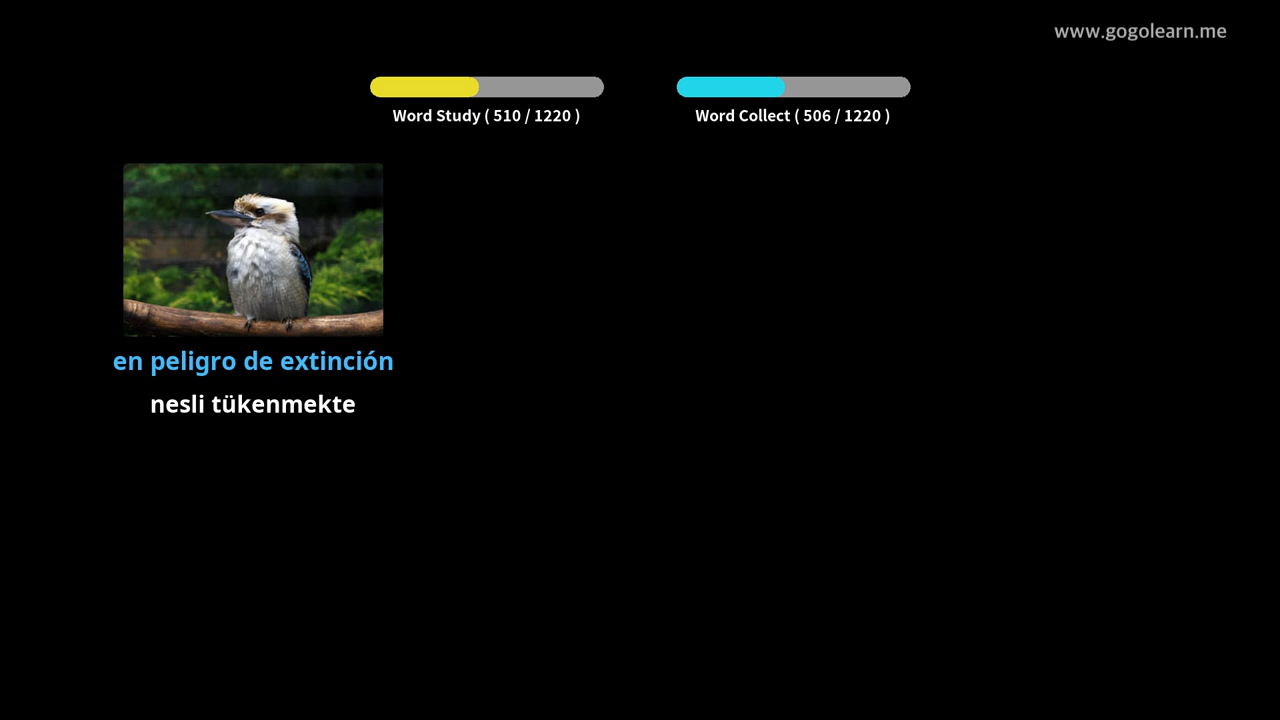 www.gogolearn.me
Word Study ( 510 / 1220 )
Word Collect ( 506 / 1220 )
en peligro de extinción
nesli tükenmekte